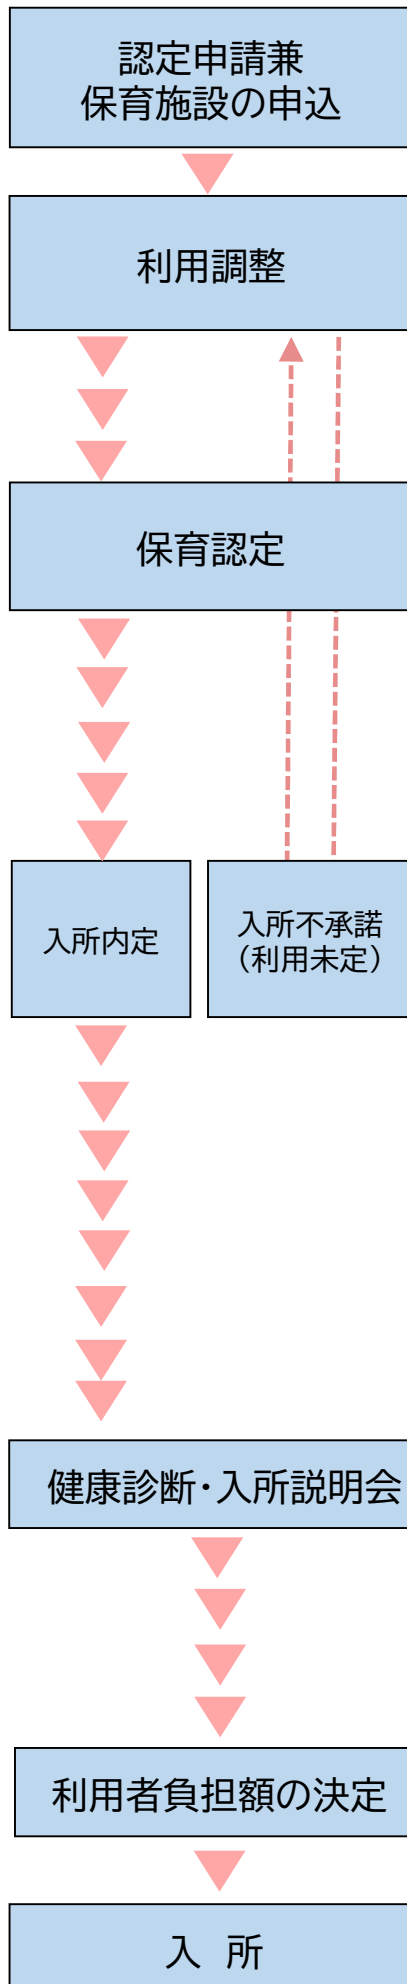 認定申請兼
保育施設の申込
利用調整
保育認定
入所内定
入所不承諾
（利用未定）
健康診断・入所説明会
利用者負担額の決定
入 所